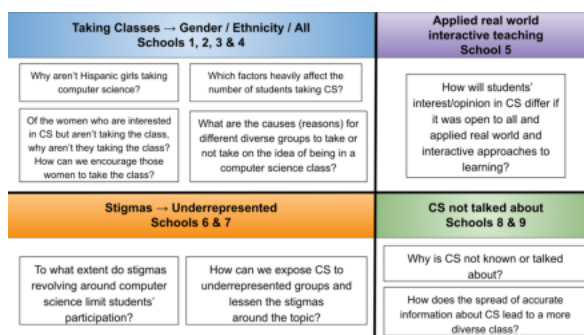 Taking Classes → Gender / Ethnicity / All
Schools 1, 2, 3 & 4
Why aren't Hispanic girls taking
computer science?
Which factors heavily affect the
number of students taking CS?
Of the women who are interested
in CS but aren't taking the class,
why aren't they taking the class?
How can we encourage those
women to take the class?
What are the causes (reasons) for
different diverse groups to take or
not take on the idea of being in a
computer science class?
Applied real world
interactive teaching
School 5
How will students'
interest/opinion in CS differ if
it was open to all and
applied real world and
interactive approaches to
learning?
Stigmas → Underrepresented
Schools 6 & 7
To what extent do stigmas
revolving around computer
science limit students'
participation?
How can we expose CS to
underrepresented groups and
lessen the stigmas
around the topic?
CS not talked about
Schools 8 & 9
Why is CS not known or talked
about?
How does the spread of accurate
information about CS lead to a more
diverse class?